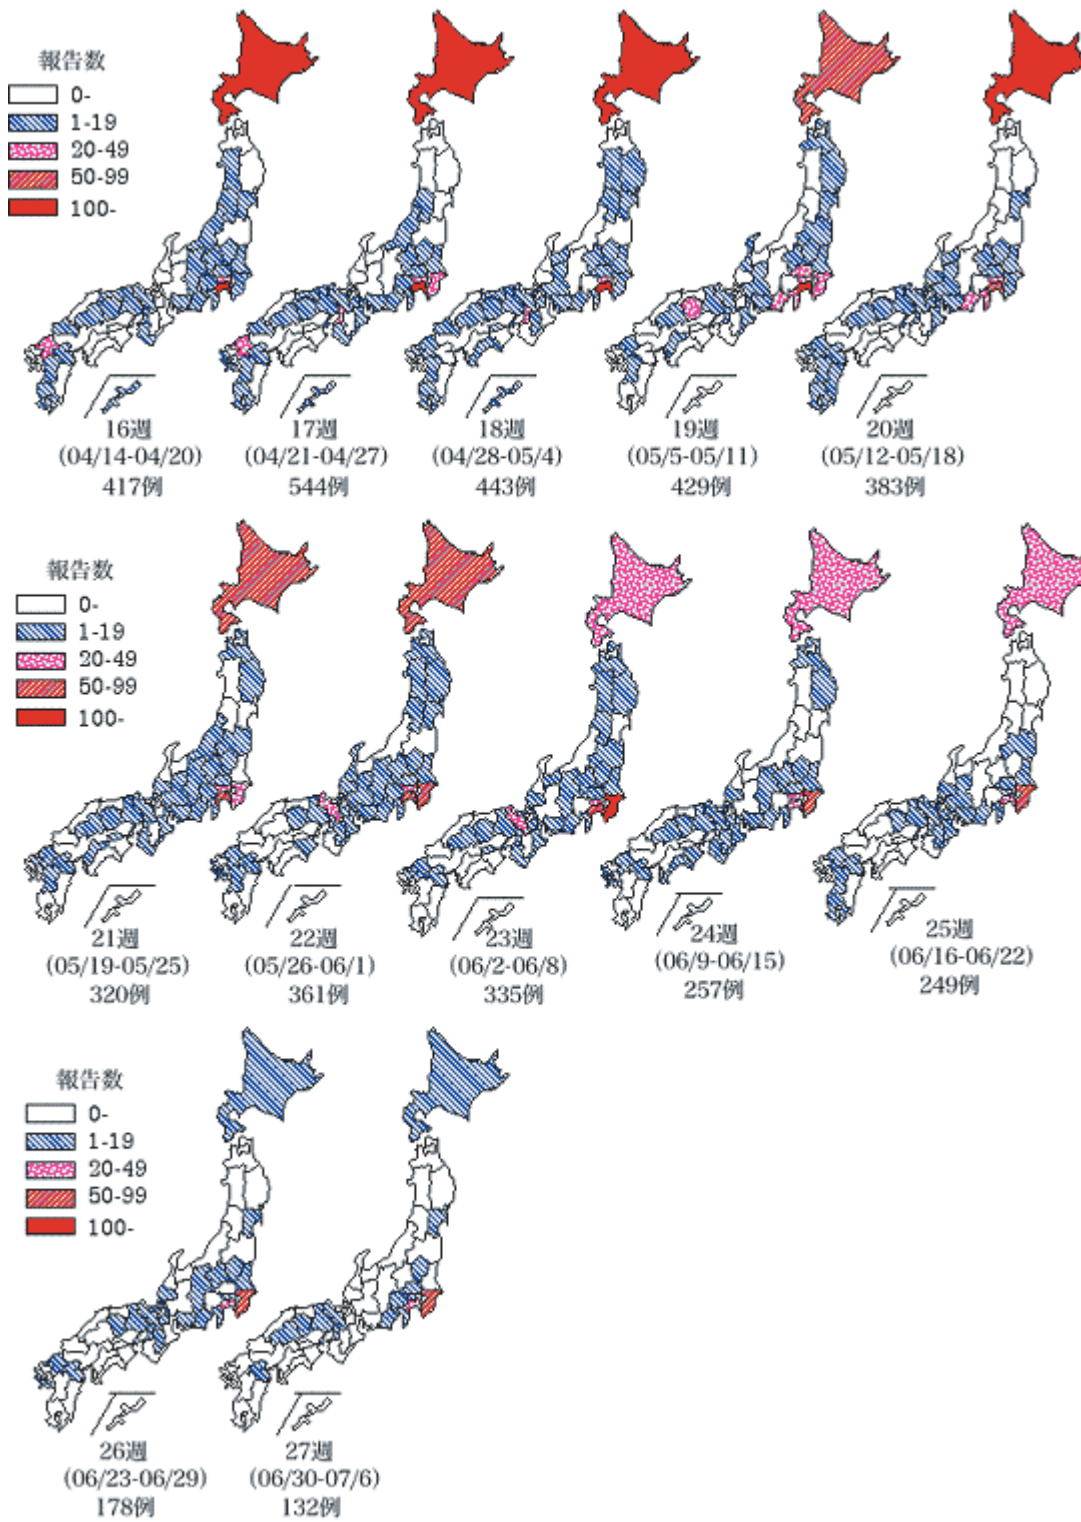 報告数
0-
1-19
20-49
50-99
100-
16週
(04/14-04/20)
417例
17週
(04/21-04/27)
544例
18週
(04/28-05/4)
443例
19週
(05/5-05/11)
429例
20週
(05/12-05/18)
383例
報告数
0-
1-19
20-49
50-99
100-
21週
(05/19-05/25)
320例
22週
(05/26-06/1)
361例
23週
(06/2-06/8)
335例
24週
(06/9-06/15)
257例
25週
(06/16-06/22)
249例
報告数
0-
1-19
20-49
50-99
100-
26週
(06/23-06/29)
178例
27週
(06/30-07/6)
132例